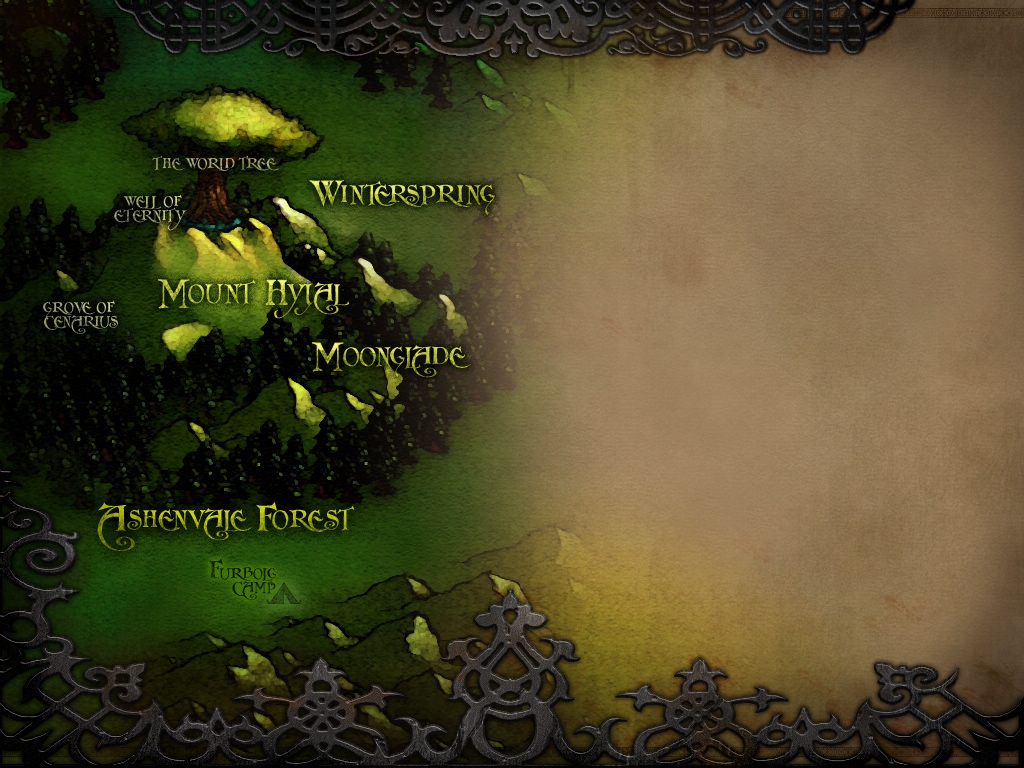 THE WORLD TREE
WELL OF
ETERNITY
WINTERSPRING
MOUNT HYJAL
GROVE OF
CENARIUS
MOONGLADE
ASHENVALE FOREST
FURBOLG
CAMP